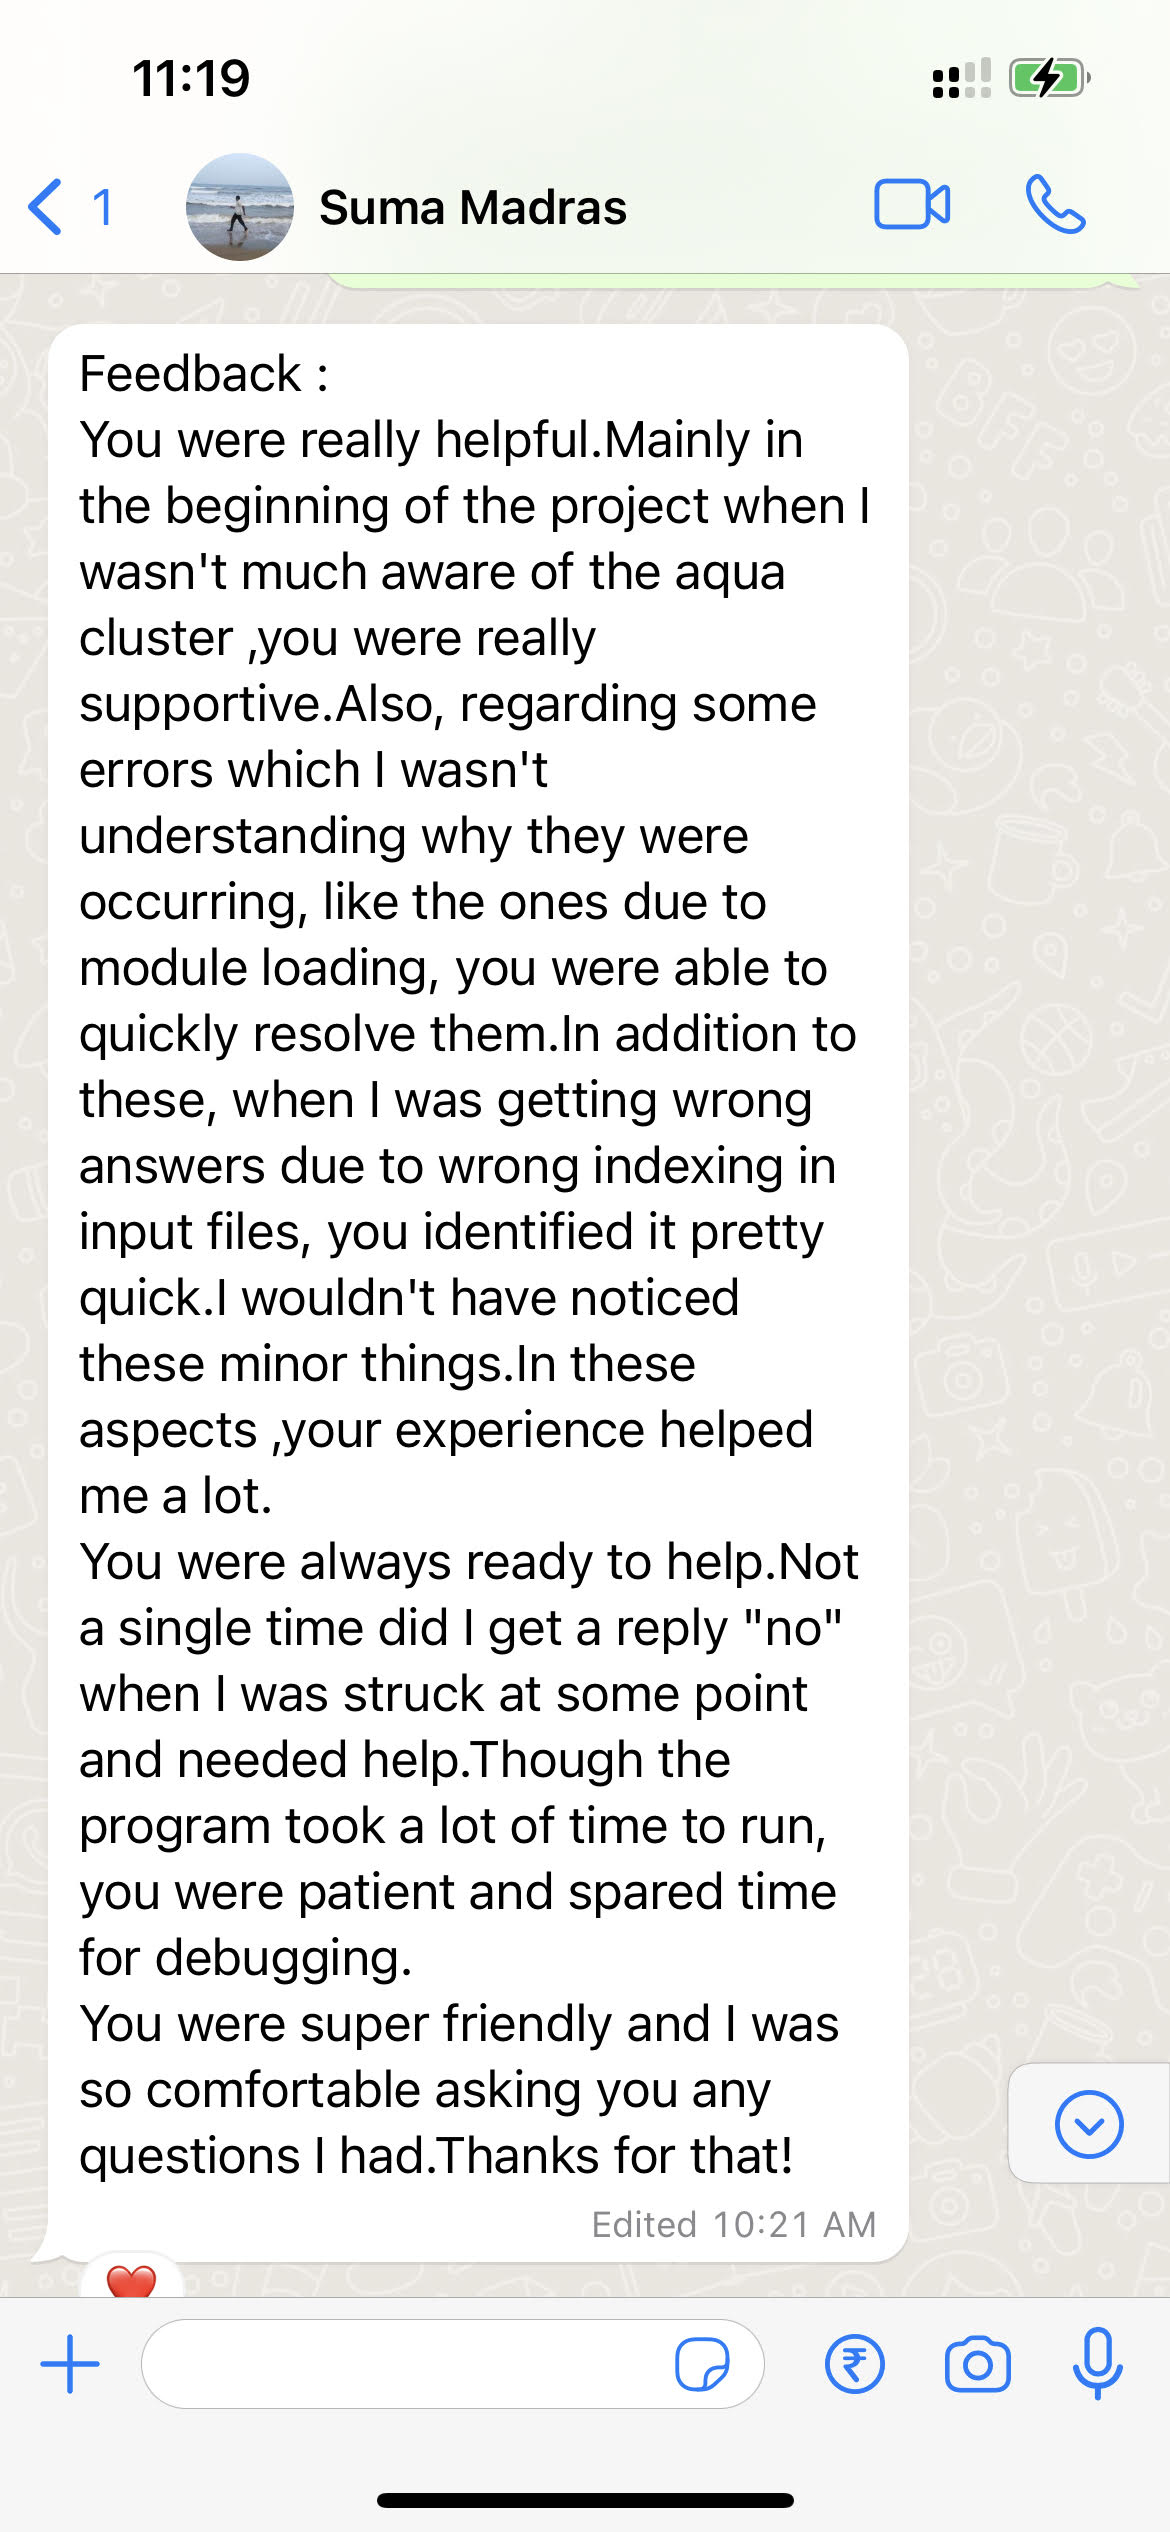 11:19
1
Suma Madras
Feedback :
You were really helpful.Mainly in
the beginning of the project when I
wasn't much aware of the aqua
cluster ,you were really
supportive.Also, regarding some
errors which I wasn't
understanding why they were
occurring, like the ones due to
module loading, you were able to
quickly resolve them.In addition to
these, when I was getting wrong
answers due to wrong indexing in
input files, you identified it pretty
quick.I wouldn't have noticed
these minor things.In these
aspects ,your experience helped
me a lot.
You were always ready to help.Not
a single time did I get a reply "no"
when I was struck at some point
and needed help.Though the
program took a lot of time to run,
you were patient and spared time
for debugging.
You were super friendly and I was
so comfortable asking you any
questions I had.Thanks for that!
Edited 10:21 AM